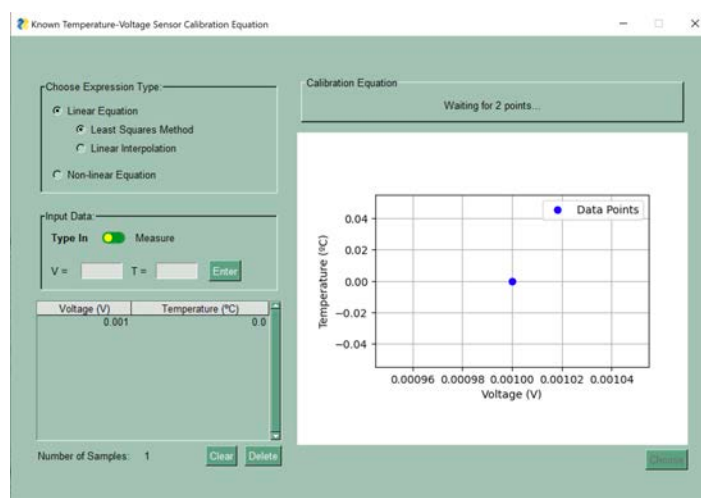 Known Temperature-Voltage Sensor Calibration Equation
Choose Expression Type:
Linear Equation
Least Squares Method
Linear Interpolation
Non-linear Equation
Calibration Equation
Waiting for 2 points...
Input Data:
Type In Measure
V = T = Enter
Voltage (V) Temperature (ºC)
0.001 0.0
Number of Samples: 1 Clear Delete
Data Points
Temperature (ºC)
0.04
0.02
0.00
−0.02
−0.04
0.00096 0.00098 0.00100 0.00102 0.00104
Voltage (V)
Choose